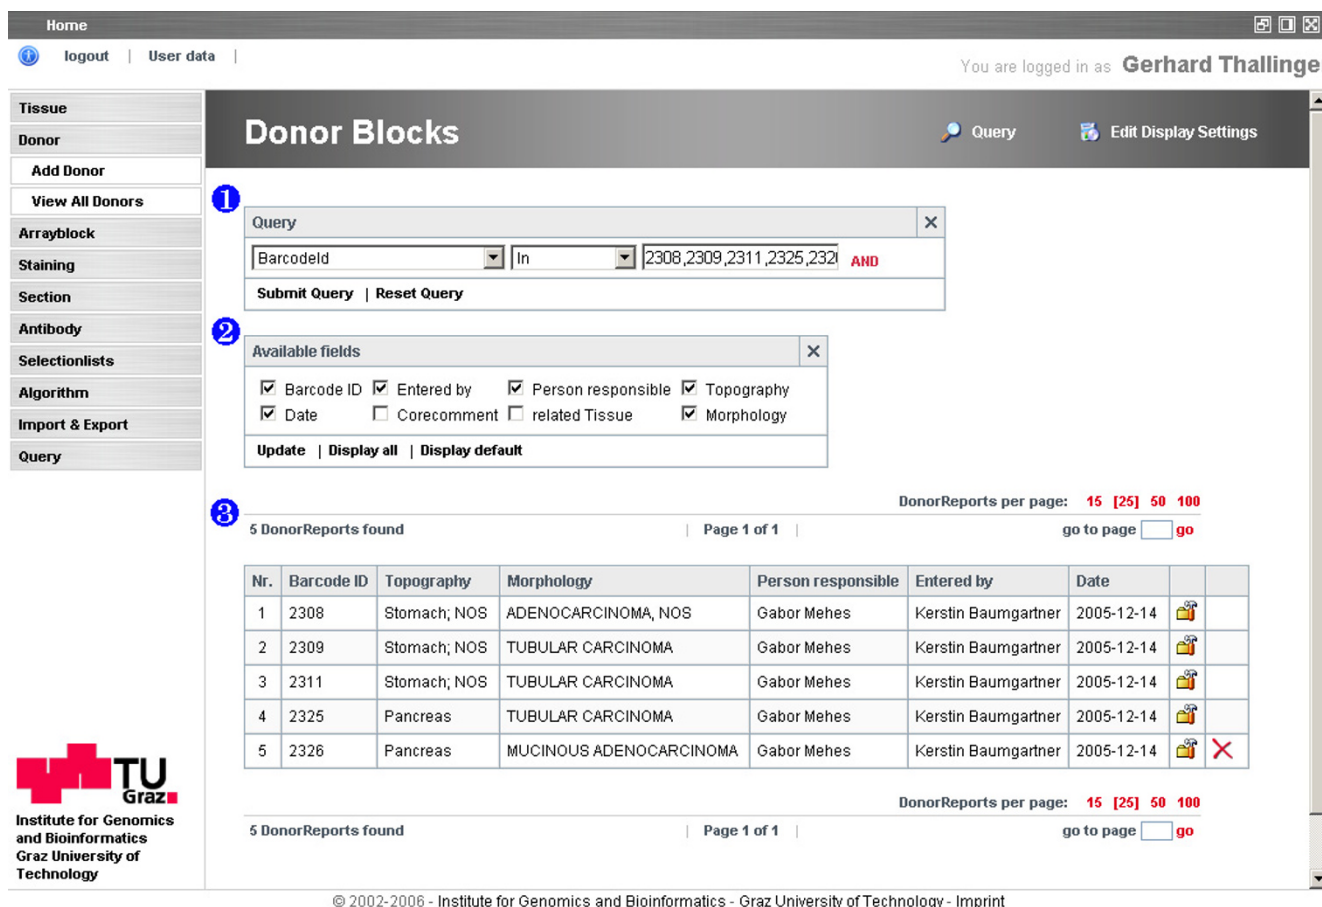 Home
logout | User data |
You are logged in as Gerhard Thallinge
Tissue
Donor
Add Donor
View All Donors
Arrayblock
Staining
Section
Antibody
Selectionlists
Algorithm
Import & Export
Query
Donor Blocks
Query
Edit Display Settings
1
Query
BarcodeId In 2308,2309,2311,2325,232 AND
Submit Query | Reset Query
2
Available fields
Barcode ID Entered by Person responsible Topography
Date Corecomment related Tissue Morphology
Update | Display all | Display default
3
DonorReports per page: 15 [25] 50 100
5 DonorReports found | Page 1 of 1 | go to page go
Nr. Barcode ID Topography Morphology Person responsible Entered by Date
1 2308 Stomach; NOS ADENOCARCINOMA, NOS Gabor Mehes Kerstin Baumgartner 2005-12-14
2 2309 Stomach; NOS TUBULAR CARCINOMA Gabor Mehes Kerstin Baumgartner 2005-12-14
3 2311 Stomach; NOS TUBULAR CARCINOMA Gabor Mehes Kerstin Baumgartner 2005-12-14
4 2325 Pancreas TUBULAR CARCINOMA Gabor Mehes Kerstin Baumgartner 2005-12-14
5 2326 Pancreas MUCINOUS ADENOCARCINOMA Gabor Mehes Kerstin Baumgartner 2005-12-14
DonorReports per page: 15 [25] 50 100
5 DonorReports found | Page 1 of 1 | go to page go
TU
Graz
Institute for Genomics
and Bioinformatics
Graz University of
Technology
© 2002-2006 - Institute for Genomics and Bioinformatics - Graz University of Technology - Imprint